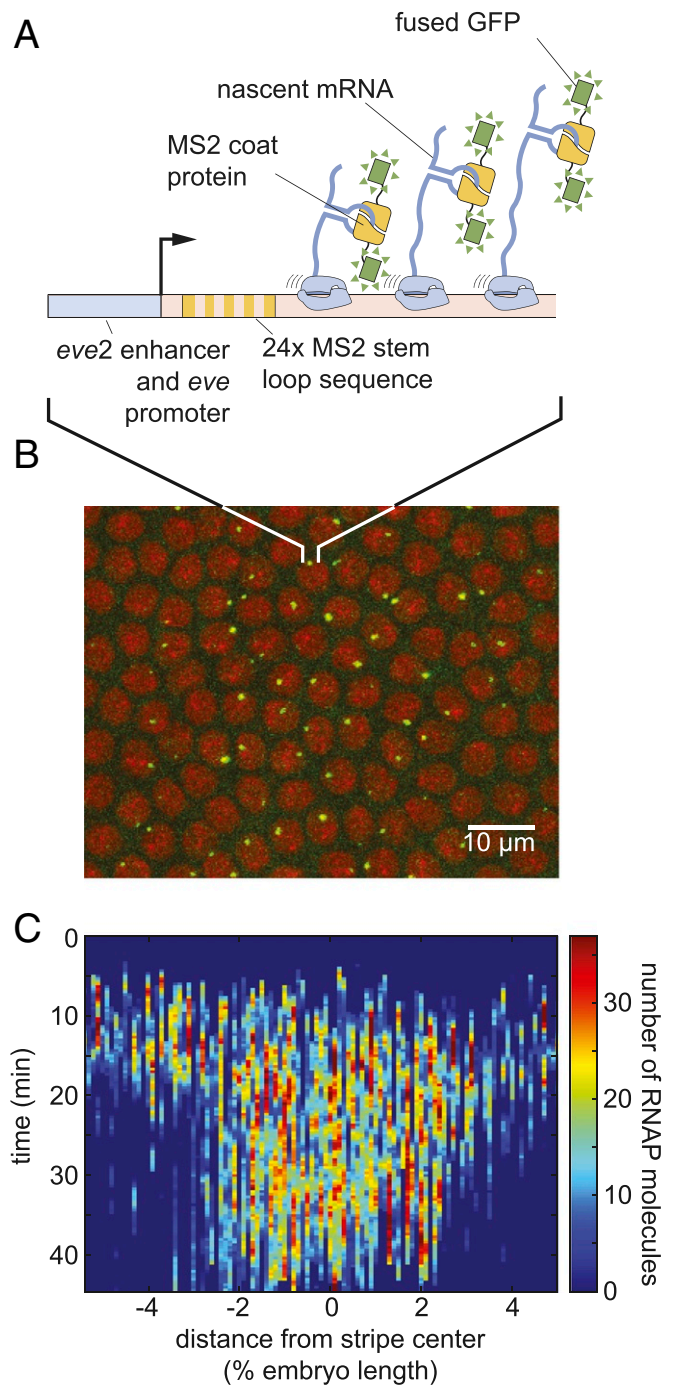 A
fused GFP
nascent mRNA
MS2 coat
protein
eve2 enhancer
and eve
promoter
24x MS2 stem
loop sequence
B
10 μm
C
0
10
20
30
40
time (min)
-4
-2
0
2
4
distance from stripe center
(% embryo length)
30
20
10
0
number of RNAP molecules